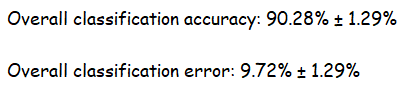 Overall classification accuracy: 90.28% ± 1.29%
Overall classification error: 9.72% ± 1.29%